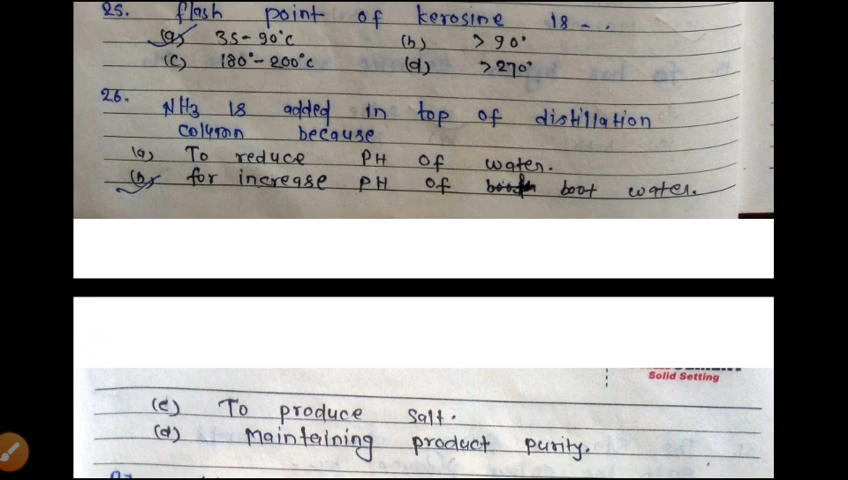 25. flash point of kerosine is -..
(a) 35-90°c (b) > 90°
(c) 180°-200°c (d) >270°
26. NH3 is added in top of distillation
column because
(a) To reduce PH of water.
(b) for increase PH of boot water.
Solid Setting
(c) To produce salt.
(d) maintaining product purity.